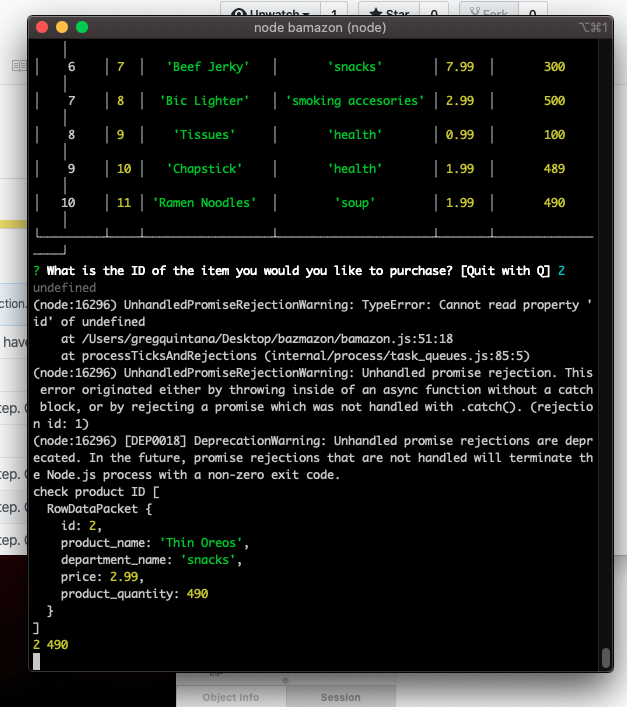 Unwatch 1 Star 0 Fork 0
node bamazon (node)
⌥⌘1
6 │ 7 │ 'Beef Jerky' │ 'snacks' │ 7.99 │ 300
7 │ 8 │ 'Bic Lighter' │ 'smoking accesories' │ 2.99 │ 500
8 │ 9 │ 'Tissues' │ 'health' │ 0.99 │ 100
9 │ 10 │ 'Chapstick' │ 'health' │ 1.99 │ 489
10 │ 11 │ 'Ramen Noodles' │ 'soup' │ 1.99 │ 490
? What is the ID of the item you would you like to purchase? [Quit with Q] 2
undefined
(node:16296) UnhandledPromiseRejectionWarning: TypeError: Cannot read property '
id' of undefined
at /Users/gregquintana/Desktop/bazmazon/bamazon.js:51:18
at processTicksAndRejections (internal/process/task_queues.js:85:5)
(node:16296) UnhandledPromiseRejectionWarning: Unhandled promise rejection. This
error originated either by throwing inside of an async function without a catch
block, or by rejecting a promise which was not handled with .catch(). (rejectio
n id: 1)
(node:16296) [DEP0018] DeprecationWarning: Unhandled promise rejections are depr
ecated. In the future, promise rejections that are not handled will terminate th
e Node.js process with a non-zero exit code.
check product ID [
RowDataPacket {
id: 2,
product_name: 'Thin Oreos',
department_name: 'snacks',
price: 2.99,
product_quantity: 490
}
]
2 490
ction.
have
tep. C
tep.
tep. C
tep. C
tep. C
Object Info Session